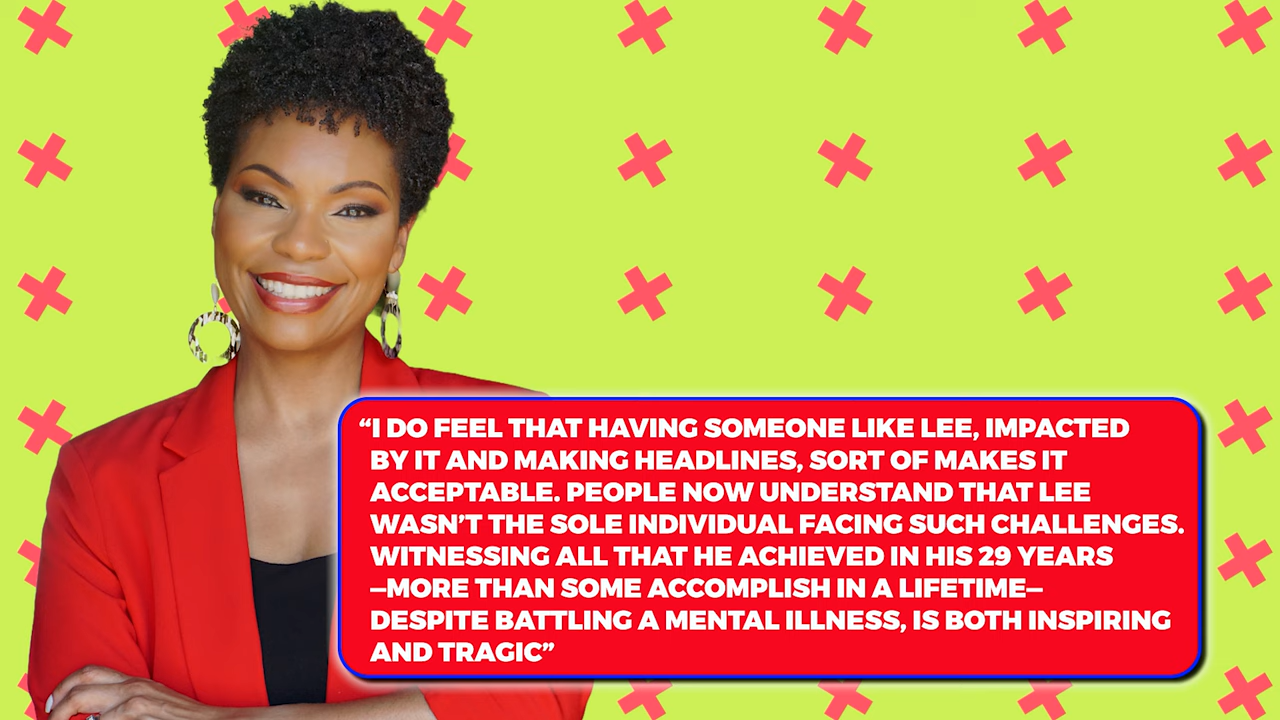 “I DO FEEL THAT HAVING SOMEONE LIKE LEE, IMPACTED
BY IT AND MAKING HEADLINES, SORT OF MAKES IT
ACCEPTABLE. PEOPLE NOW UNDERSTAND THAT LEE
WASN’T THE SOLE INDIVIDUAL FACING SUCH CHALLENGES.
WITNESSING ALL THAT HE ACHIEVED IN HIS 29 YEARS
—MORE THAN SOME ACCOMPLISH IN A LIFETIME—
DESPITE BATTLING A MENTAL ILLNESS, IS BOTH INSPIRING
AND TRAGIC”